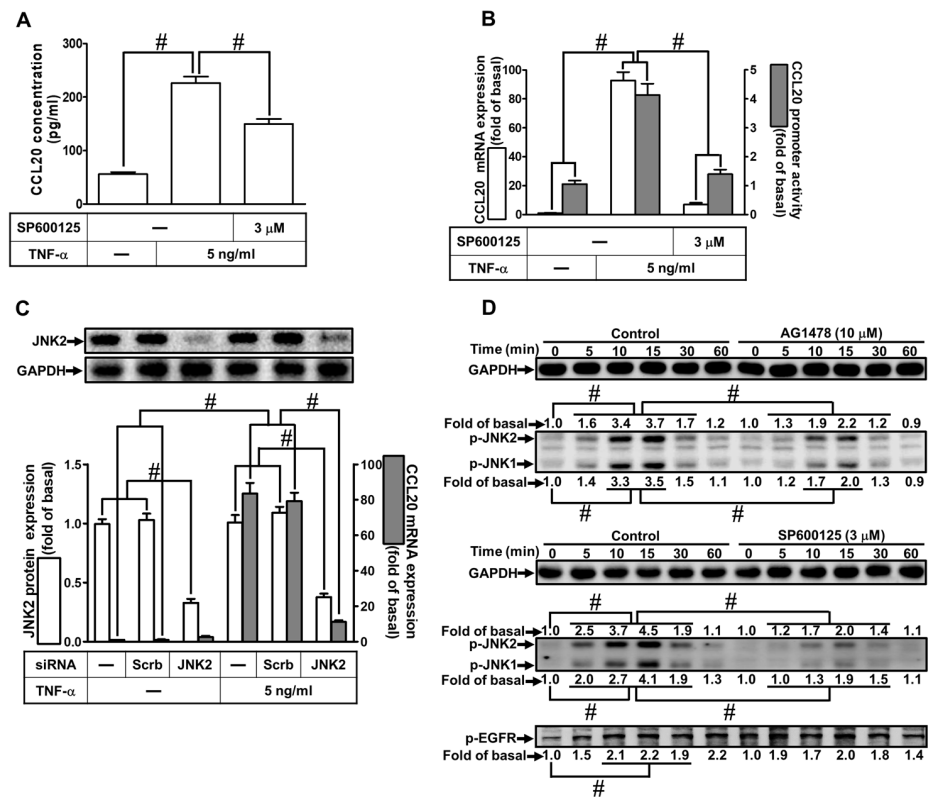 A
#
#
300
200
100
0
CCL20 concentration
(pg/ml)
SP600125 — 3 μM
TNF-α — 5 ng/ml
B
#
#
100
80
60
40
20
0
5
4
3
2
1
0
CCL20 mRNA expression
(fold of basal)
CCL20 promoter activity
(fold of basal)
SP600125 — 3 μM
TNF-α — 5 ng/ml
C
JNK2
GAPDH
#
#
#
#
1.5
1.0
0.5
0.0
100
80
60
40
20
0
JNK2 protein expression
(fold of basal)
CCL20 mRNA expression
(fold of basal)
siRNA — Scrb JNK2 — Scrb JNK2
TNF-α — 5 ng/ml
D
Control AG1478 (10 μM)
Time (min) 0 5 10 15 30 60 0 5 10 15 30 60
GAPDH
# #
Fold of basal 1.0 1.6 3.4 3.7 1.7 1.2 1.0 1.3 1.9 2.2 1.2 0.9
p-JNK2
p-JNK1
Fold of basal 1.0 1.4 3.3 3.5 1.5 1.1 1.0 1.2 1.7 2.0 1.3 0.9
# #
Control SP600125 (3 μM)
Time (min) 0 5 10 15 30 60 0 5 10 15 30 60
GAPDH
# #
Fold of basal 1.0 2.5 3.7 4.5 1.9 1.1 1.0 1.2 1.7 2.0 1.4 1.1
p-JNK2
p-JNK1
Fold of basal 1.0 2.0 2.7 4.1 1.9 1.3 1.0 1.0 1.3 1.9 1.5 1.1
# #
p-EGFR
Fold of basal 1.0 1.5 2.1 2.2 1.9 2.2 1.0 1.9 1.7 2.0 1.8 1.4
#